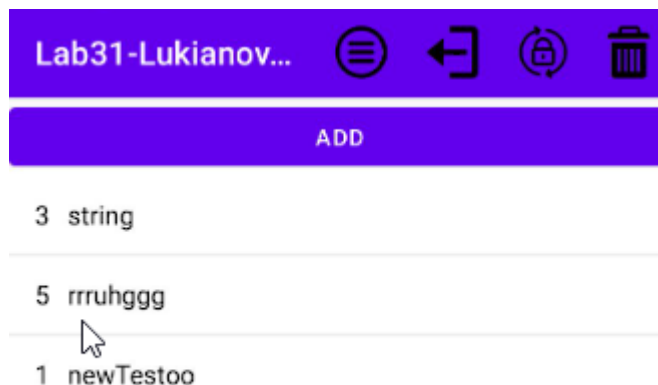 Lab31-Lukianov...
ADD
3 string
5 rrruhggg
1 newTestoo